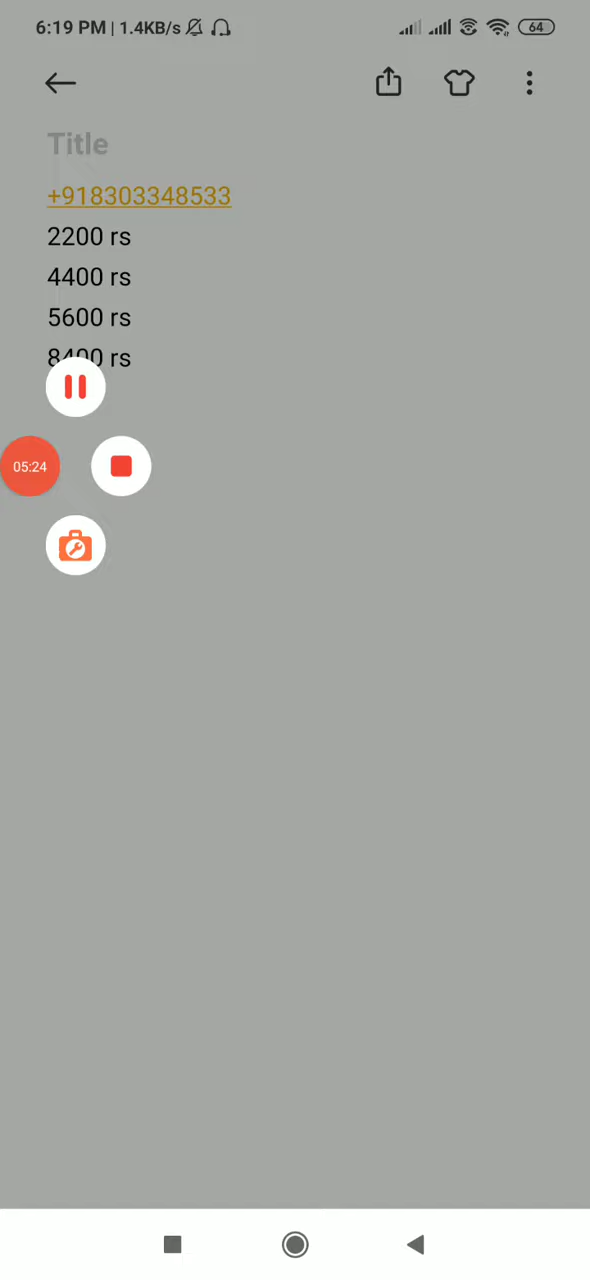 6:19 PM | 1.4KB/s 64
Title
+918303348533
2200 rs
4400 rs
5600 rs
8400 rs
05:24